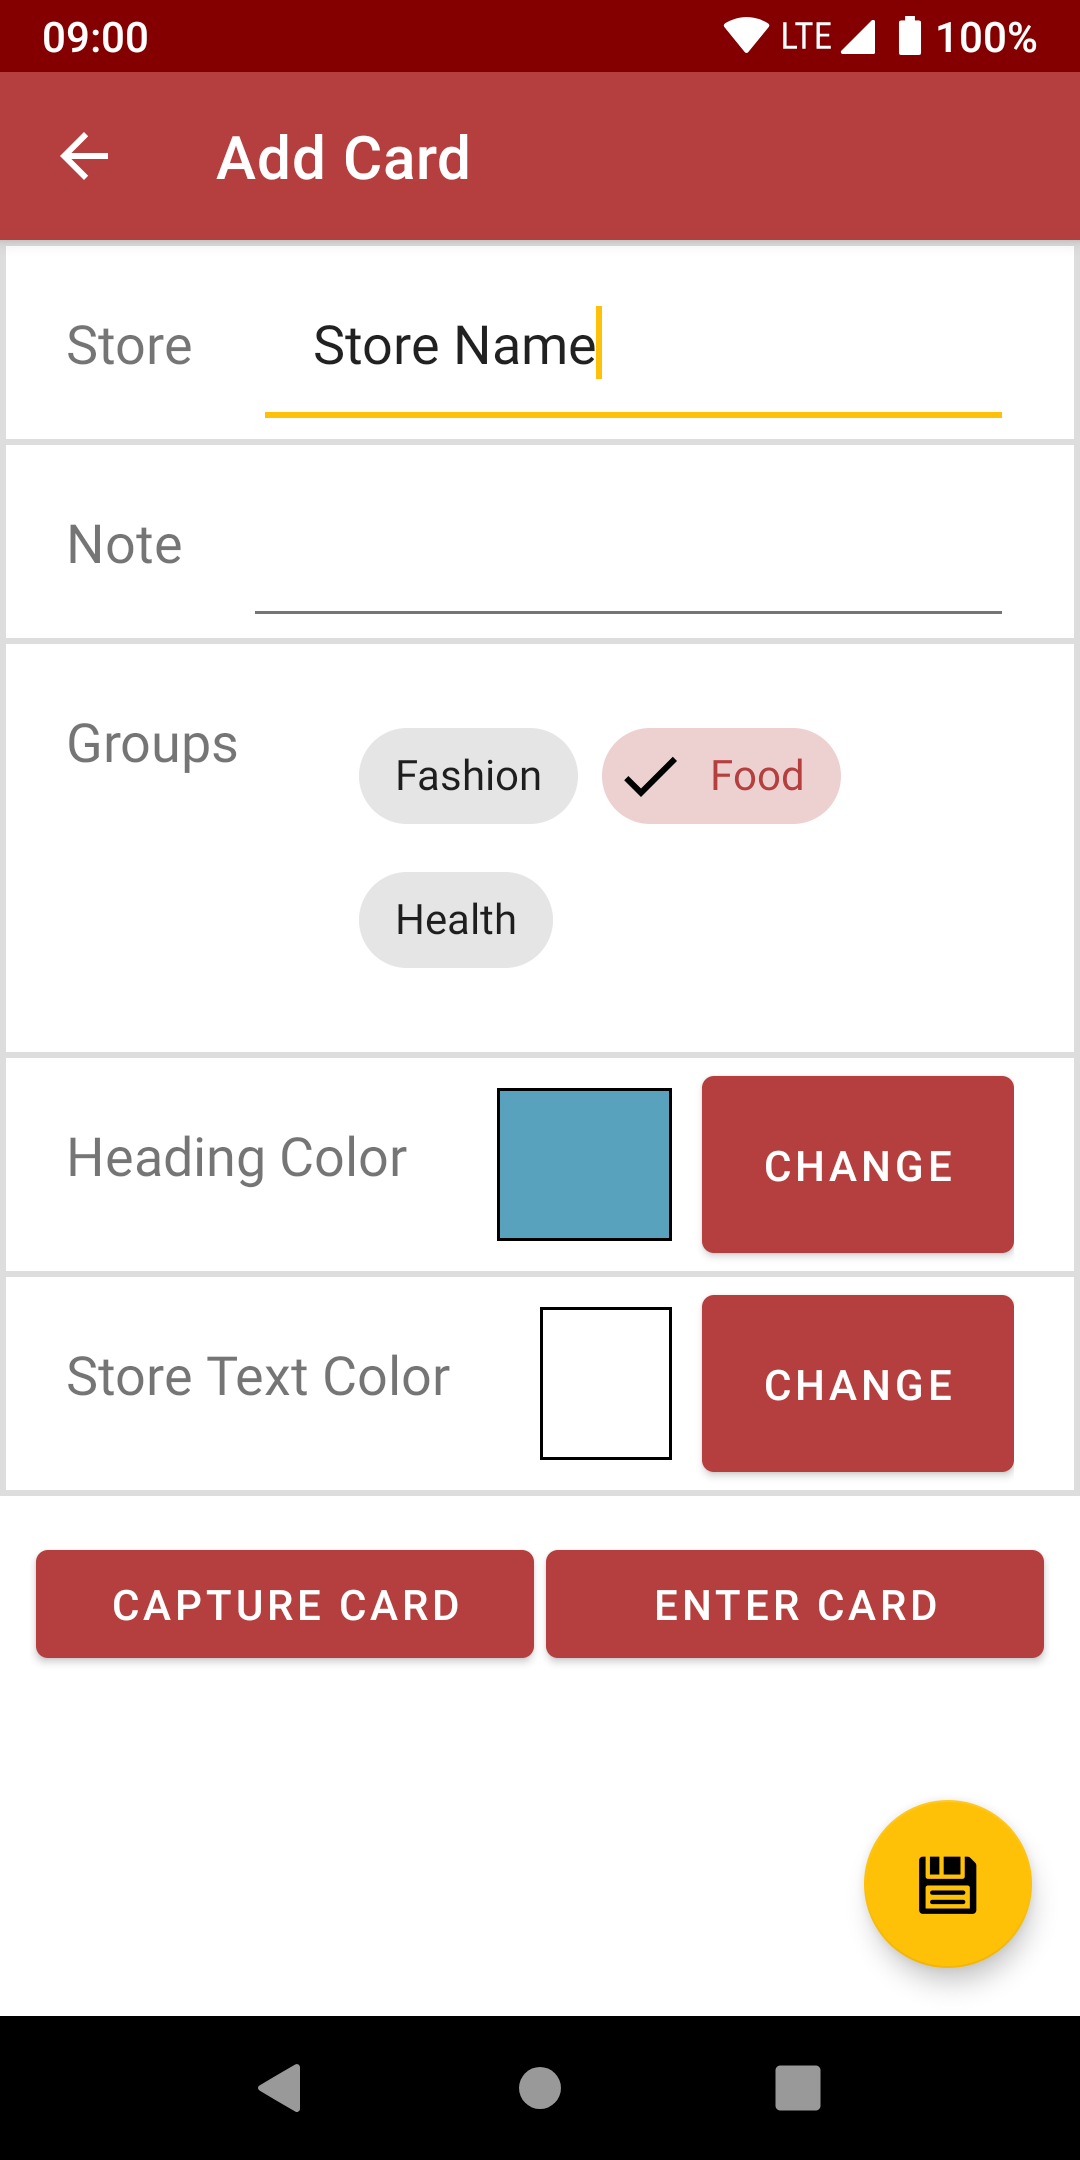 09:00 LTE 100%
Add Card
Store Store Name
Note
Groups Fashion Food
Health
Heading Color CHANGE
Store Text Color CHANGE
CAPTURE CARD ENTER CARD